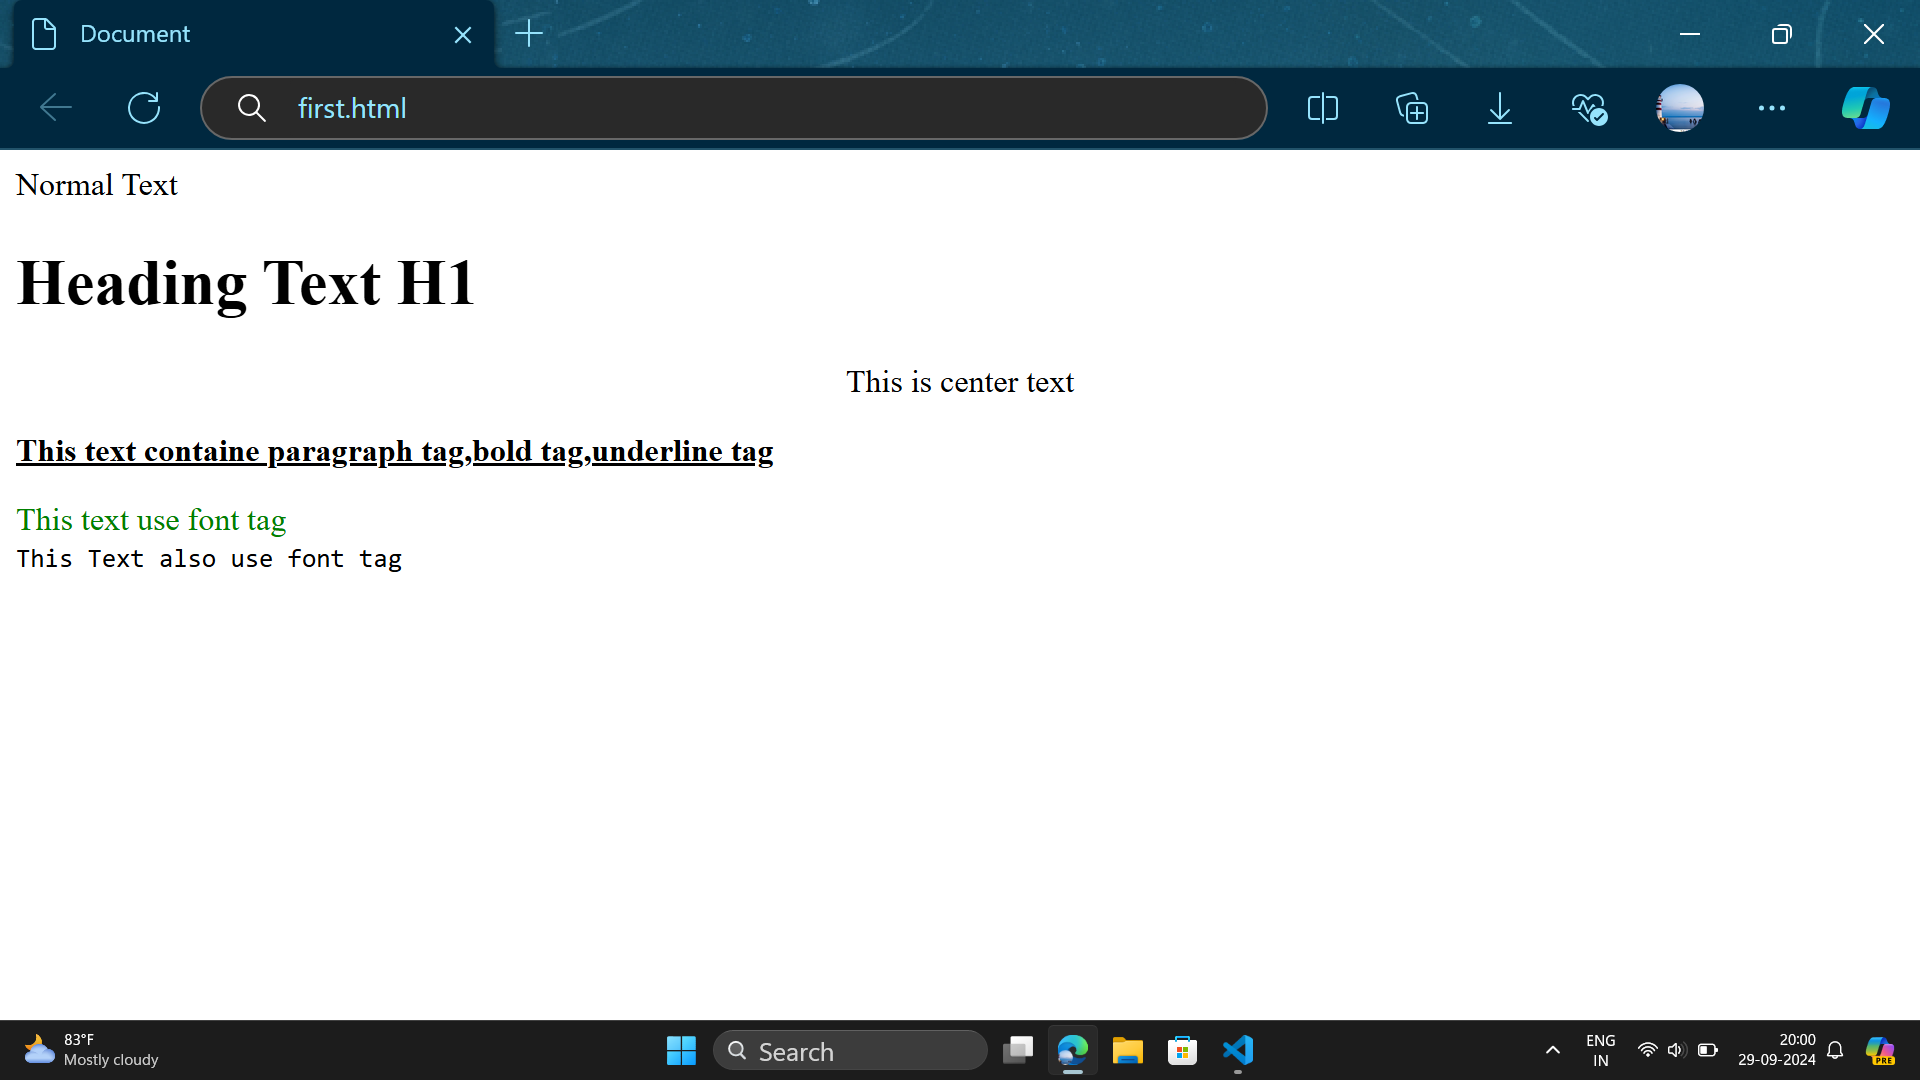 Document
first.html
Normal Text
Heading Text H1
This is center text
This text containe paragraph tag,bold tag,underline tag
This text use font tag
This Text also use font tag
83°F
Mostly cloudy
Search
ENG
IN
20:00
29-09-2024
PRE